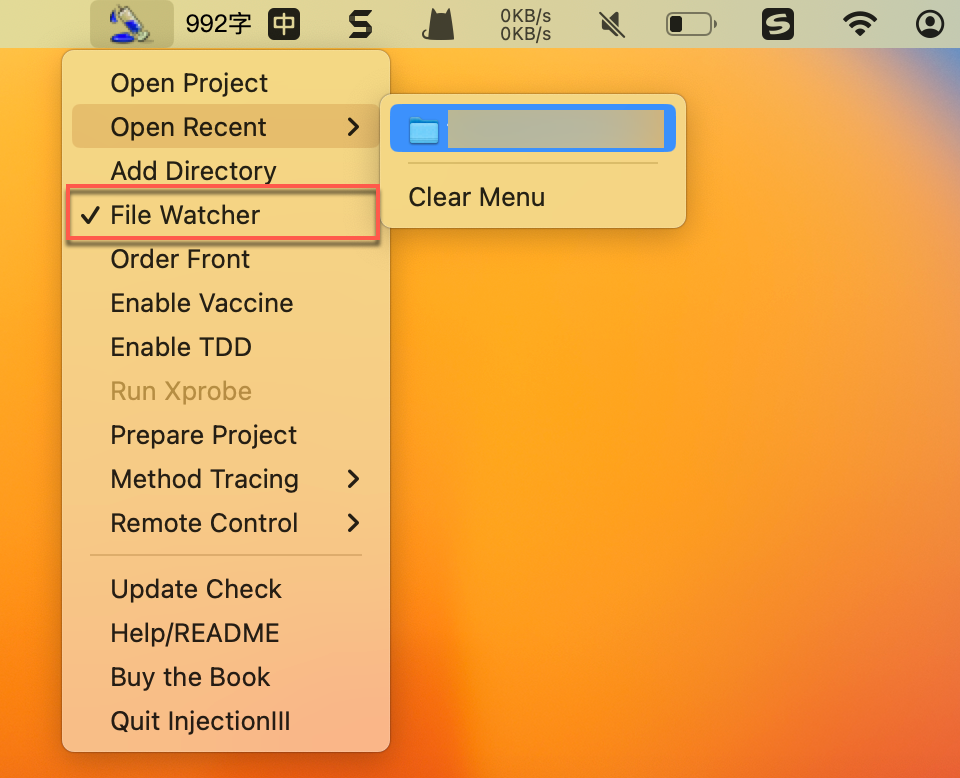 992字 中 S 0KB/s S
0KB/s
Open Project
Open Recent
Add Directory
File Watcher
Order Front
Enable Vaccine
Enable TDD
Run Xprobe
Prepare Project
Method Tracing
Remote Control
Update Check
Help/README
Buy the Book
Quit InjectionIII
Clear Menu